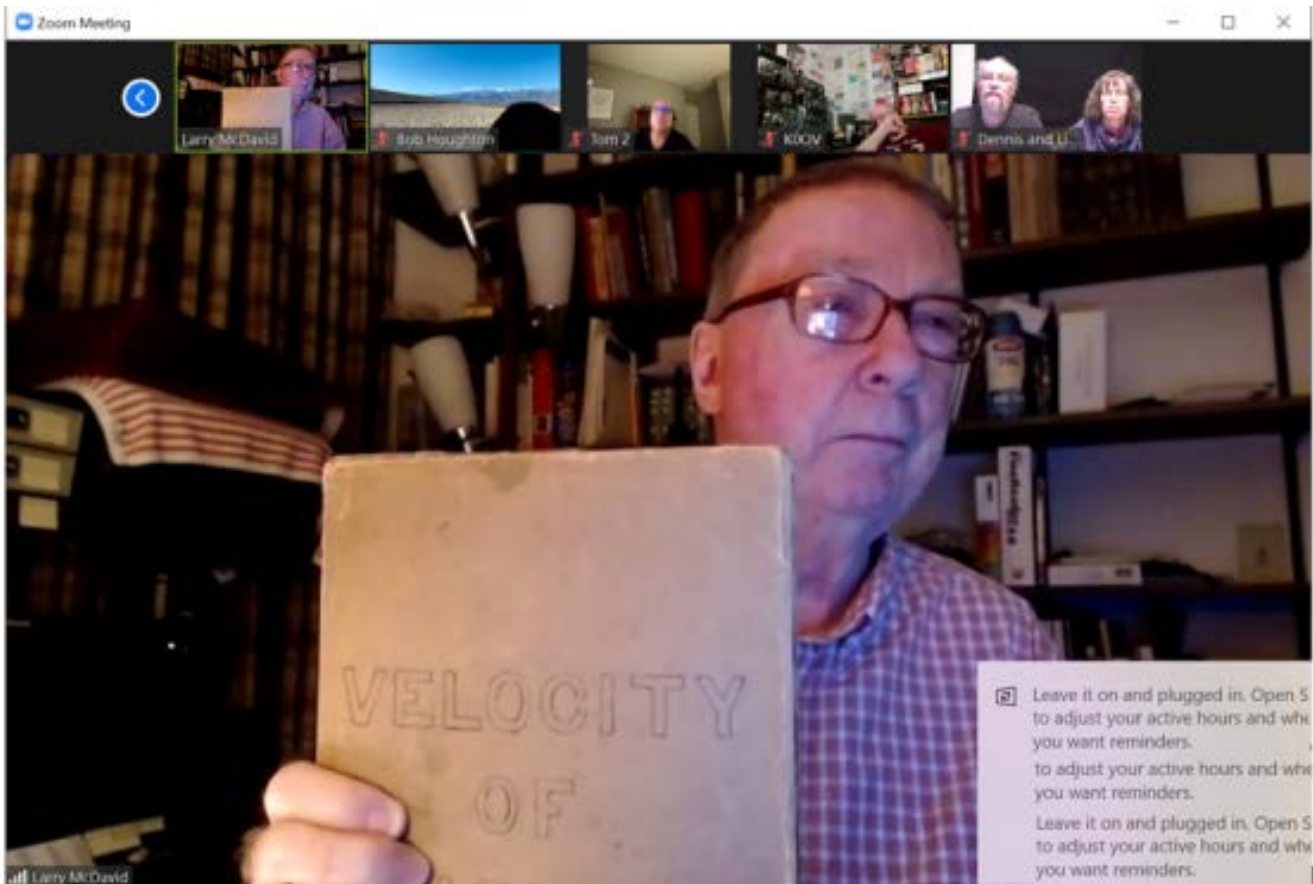 Zoom Meeting
Larry McDavid
Bob Houghton
Tom 2
K0OV
Dennis and Li...
VELOCITY
OF
Leave it on and plugged in. Open S
to adjust your active hours and whe
you want reminders.
to adjust your active hours and whe
you want reminders.
Leave it on and plugged in. Open S
to adjust your active hours and whe
you want reminders.
Larry McDavid